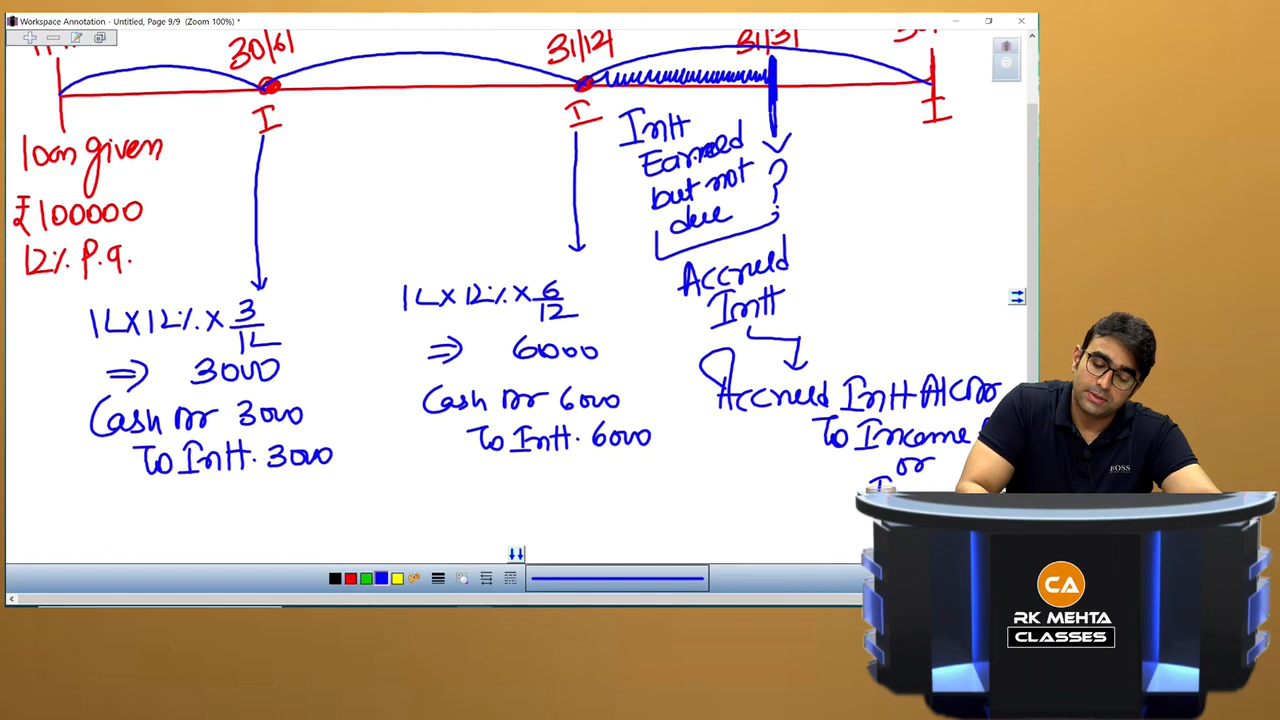 Workspace Annotation - Untitled, Page 9/9 (Zoom 100%) *
30/6/
31/12/
31/3/
I
I
I
loan given
₹100000
12% P.a.
Intt
Earned
but not
due
?
Accrued
Intt
1L×12%×3/12
⇒ 3000
Cash Dr 3000
To Intt. 3000
1L×12%×6/12
⇒ 6000
Cash Dr 6000
To Intt. 6000
Accrued Intt A/C Dr
To Income
or
BOSS
CA
RK MEHTA
CLASSES